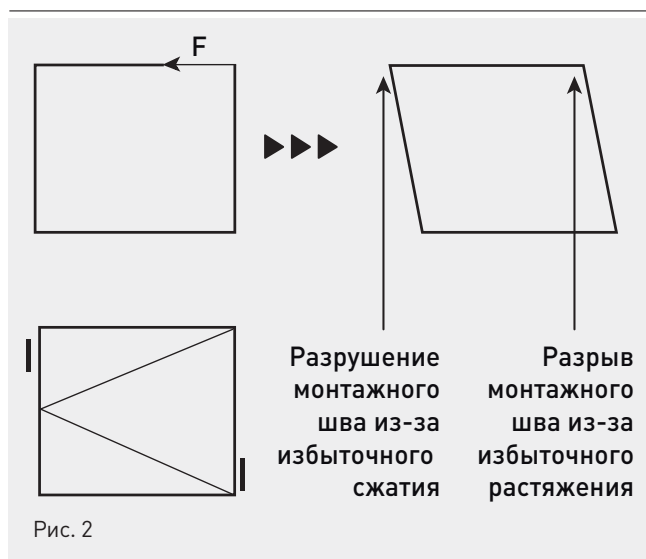 F
Разрушение
монтажного
шва из-за
избыточного
сжатия
Разрыв
монтажного
шва из-за
избыточного
растяжения
Рис. 2